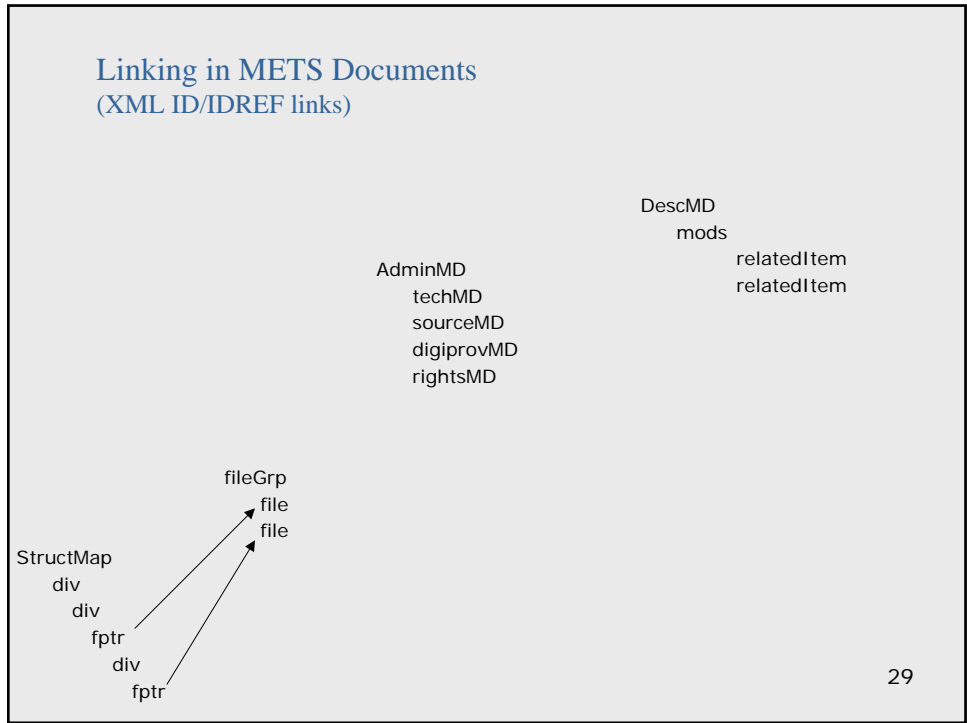 Linking in METS Documents
(XML ID/IDREF links)
DescMD
mods
relatedItem
relatedItem
AdminMD
techMD
sourceMD
digiprovMD
rightsMD
fileGrp
file
file
StructMap
div
div
fptr
div
fptr
29